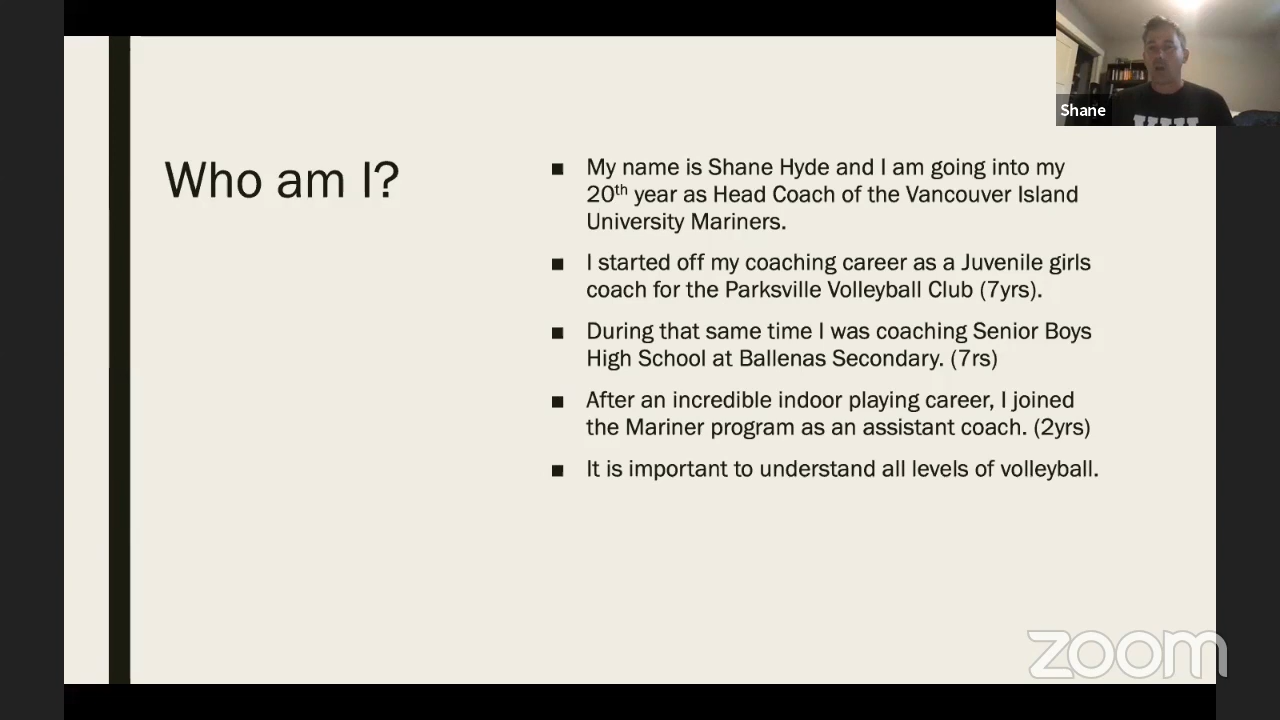 Who am I?
■ My name is Shane Hyde and I am going into my
20th year as Head Coach of the Vancouver Island
University Mariners.
■ I started off my coaching career as a Juvenile girls
coach for the Parksville Volleyball Club (7yrs).
■ During that same time I was coaching Senior Boys
High School at Ballenas Secondary. (7rs)
■ After an incredible indoor playing career, I joined
the Mariner program as an assistant coach. (2yrs)
■ It is important to understand all levels of volleyball.
Shane
zoom